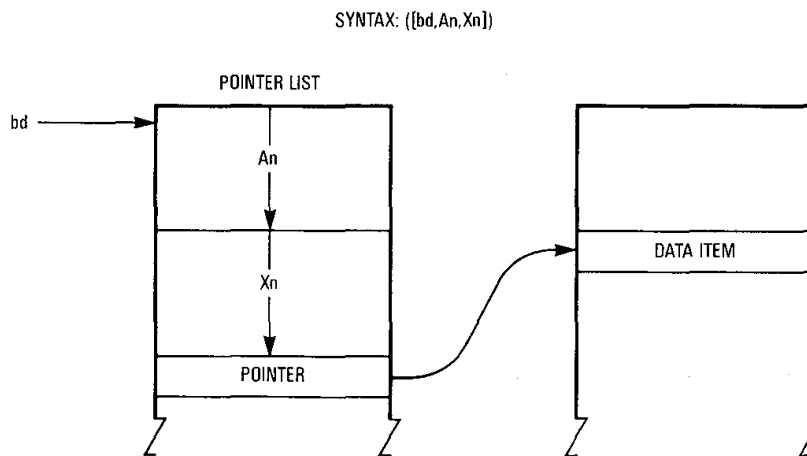 SYNTAX: ([bd,An,Xn])
POINTER LIST
bd
An
Xn
POINTER
DATA ITEM